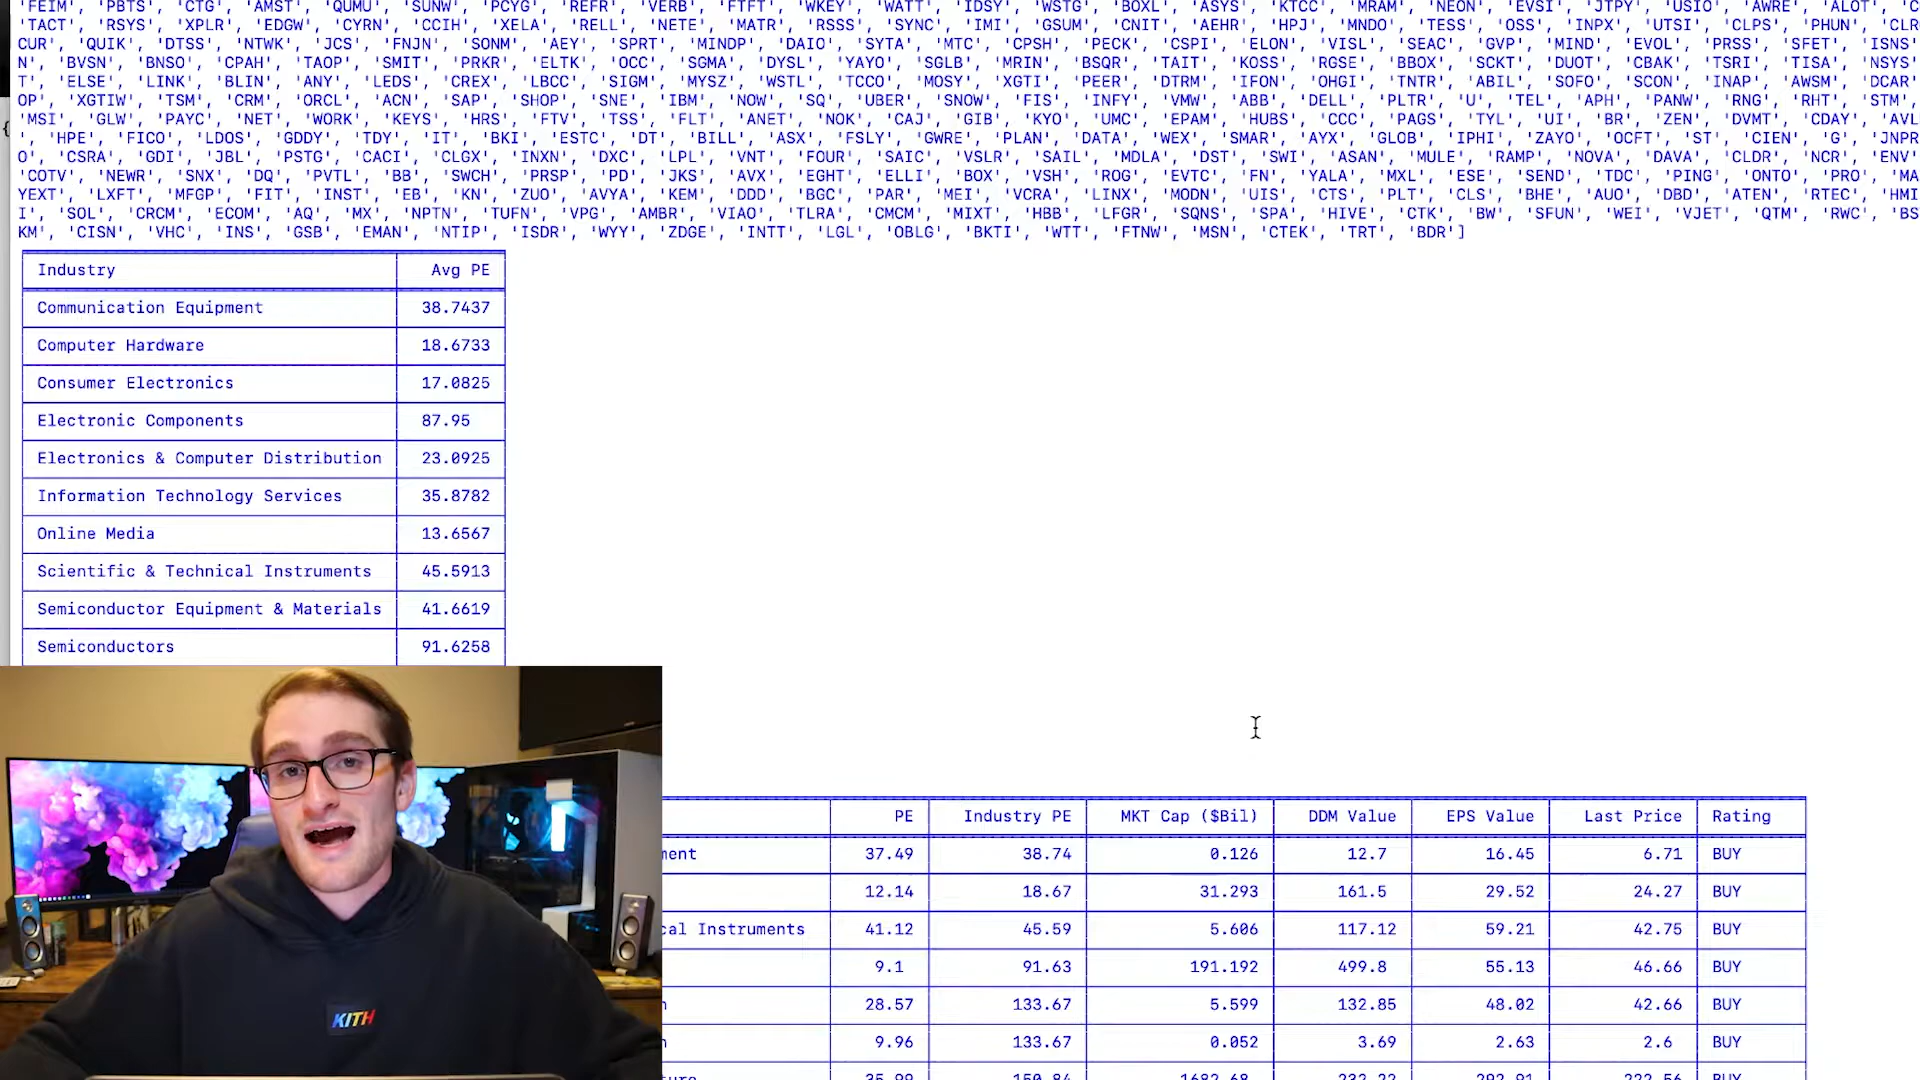 'FEIM', 'PBTS', 'CTG', 'AMST', 'QUMU', 'SUNW', 'PCYG', 'REFR', 'VERB', 'FTFT', 'WKEY', 'WATT', 'IDSY', 'WSTG', 'BOXL', 'ASYS', 'KTCC', 'MRAM', 'NEON', 'EVSI', 'JTPY', 'USIO', 'AWRE', 'ALOT', 'C
'TACT', 'RSYS', 'XPLR', 'EDGW', 'CYRN', 'CCIH', 'XELA', 'RELL', 'NETE', 'MATR', 'RSSS', 'SYNC', 'IMI', 'GSUM', 'CNIT', 'AEHR', 'HPJ', 'MNDO', 'TESS', 'OSS', 'INPX', 'UTSI', 'CLPS', 'PHUN', 'CLR
CUR', 'QUIK', 'DTSS', 'NTWK', 'JCS', 'FNJN', 'SONM', 'AEY', 'SPRT', 'MINDP', 'DAIO', 'SYTA', 'MTC', 'CPSH', 'PECK', 'CSPI', 'ELON', 'VISL', 'SEAC', 'GVP', 'MIND', 'EVOL', 'PRSS', 'SFET', 'ISNS'
N', 'BVSN', 'BNSO', 'CPAH', 'TAOP', 'SMIT', 'PRKR', 'ELTK', 'OCC', 'SGMA', 'DYSL', 'YAYO', 'SGLB', 'MRIN', 'BSQR', 'TAIT', 'KOSS', 'RGSE', 'BBOX', 'SCKT', 'DUOT', 'CBAK', 'TSRI', 'TISA', 'NSYS'
T', 'ELSE', 'LINK', 'BLIN', 'ANY', 'LEDS', 'CREX', 'LBCC', 'SIGM', 'MYSZ', 'WSTL', 'TCCO', 'MOSY', 'XGTI', 'PEER', 'DTRM', 'IFON', 'OHGI', 'TNTR', 'ABIL', 'SOFO', 'SCON', 'INAP', 'AWSM', 'DCAR'
OP', 'XGTIW', 'TSM', 'CRM', 'ORCL', 'ACN', 'SAP', 'SHOP', 'SNE', 'IBM', 'NOW', 'SQ', 'UBER', 'SNOW', 'FIS', 'INFY', 'VMW', 'ABB', 'DELL', 'PLTR', 'U', 'TEL', 'APH', 'PANW', 'RNG', 'RHT', 'STM',
'MSI', 'GLW', 'PAYC', 'NET', 'WORK', 'KEYS', 'HRS', 'FTV', 'TSS', 'FLT', 'ANET', 'NOK', 'CAJ', 'GIB', 'KYO', 'UMC', 'EPAM', 'HUBS', 'CCC', 'PAGS', 'TYL', 'UI', 'BR', 'ZEN', 'DVMT', 'CDAY', 'AVL
{
', 'HPE', 'FICO', 'LDOS', 'GDDY', 'TDY', 'IT', 'BKI', 'ESTC', 'DT', 'BILL', 'ASX', 'FSLY', 'GWRE', 'PLAN', 'DATA', 'WEX', 'SMAR', 'AYX', 'GLOB', 'IPHI', 'ZAYO', 'OCFT', 'ST', 'CIEN', 'G', 'JNPR
O', 'CSRA', 'GDI', 'JBL', 'PSTG', 'CACI', 'CLGX', 'INXN', 'DXC', 'LPL', 'VNT', 'FOUR', 'SAIC', 'VSLR', 'SAIL', 'MDLA', 'DST', 'SWI', 'ASAN', 'MULE', 'RAMP', 'NOVA', 'DAVA', 'CLDR', 'NCR', 'ENV'
'COTV', 'NEWR', 'SNX', 'DQ', 'PVTL', 'BB', 'SWCH', 'PRSP', 'PD', 'JKS', 'AVX', 'EGHT', 'ELLI', 'BOX', 'VSH', 'ROG', 'EVTC', 'FN', 'YALA', 'MXL', 'ESE', 'SEND', 'TDC', 'PING', 'ONTO', 'PRO', 'MA
YEXT', 'LXFT', 'MFGP', 'FIT', 'INST', 'EB', 'KN', 'ZUO', 'AVYA', 'KEM', 'DDD', 'BGC', 'PAR', 'MEI', 'VCRA', 'LINX', 'MODN', 'UIS', 'CTS', 'PLT', 'CLS', 'BHE', 'AUO', 'DBD', 'ATEN', 'RTEC', 'HMI
I', 'SOL', 'CRCM', 'ECOM', 'AQ', 'MX', 'NPTN', 'TUFN', 'VPG', 'AMBR', 'VIAO', 'TLRA', 'CMCM', 'MIXT', 'HBB', 'LFGR', 'SQNS', 'SPA', 'HIVE', 'CTK', 'BW', 'SFUN', 'WEI', 'VJET', 'QTM', 'RWC', 'BS
KM', 'CISN', 'VHC', 'INS', 'GSB', 'EMAN', 'NTIP', 'ISDR', 'WYY', 'ZDGE', 'INTT', 'LGL', 'OBLG', 'BKTI', 'WTT', 'FTNW', 'MSN', 'CTEK', 'TRT', 'BDR']
Industry Avg PE
Communication Equipment 38.7437
Computer Hardware 18.6733
Consumer Electronics 17.0825
Electronic Components 87.95
Electronics & Computer Distribution 23.0925
Information Technology Services 35.8782
Online Media 13.6567
Scientific & Technical Instruments 45.5913
Semiconductor Equipment & Materials 41.6619
Semiconductors 91.6258
PE Industry PE MKT Cap ($Bil) DDM Value EPS Value Last Price Rating
ment 37.49 38.74 0.126 12.7 16.45 6.71 BUY
12.14 18.67 31.293 161.5 29.52 24.27 BUY
cal Instruments 41.12 45.59 5.606 117.12 59.21 42.75 BUY
9.1 91.63 191.192 499.8 55.13 46.66 BUY
n 28.57 133.67 5.599 132.85 48.02 42.66 BUY
n 9.96 133.67 0.052 3.69 2.63 2.6 BUY
ture 35.99 150.84 1682.68 232.22 292.91 222.56 BUY
KITH